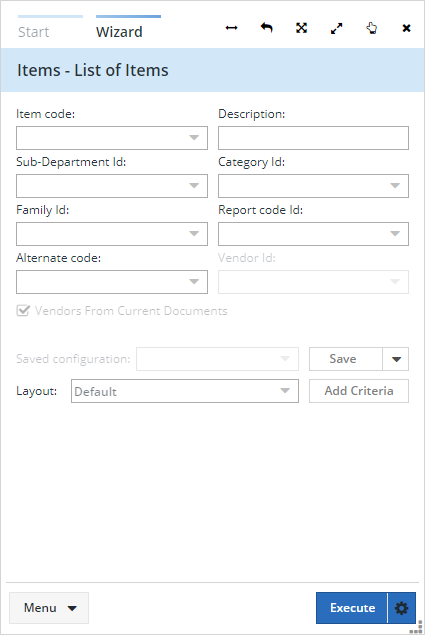 Start Wizard
Items - List of Items
Item code: Description:
Sub-Department Id: Category Id:
Family Id: Report code Id:
Alternate code: Vendor Id:
Vendors From Current Documents
Saved configuration: Save
Layout: Default Add Criteria
Menu Execute